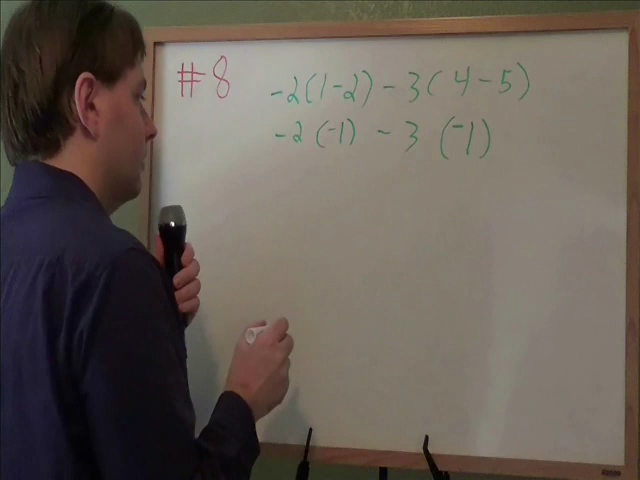 #8
-2(1-2) - 3(4-5)
-2 (-1) - 3 (-1)